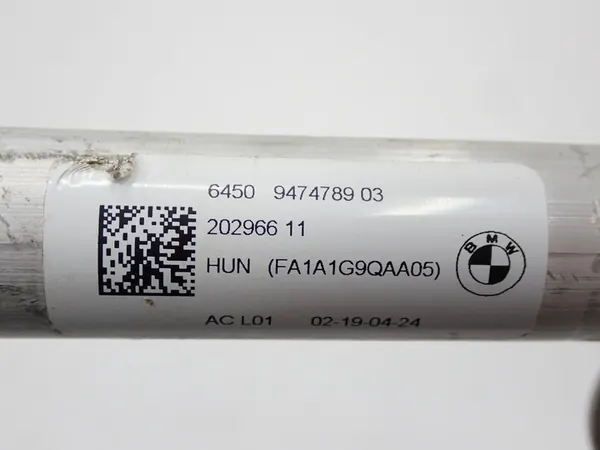 6450 9474789 03
202966 11
HUN (FA1A1G9QAA05)
BMW
AC L01 02-19-04-24